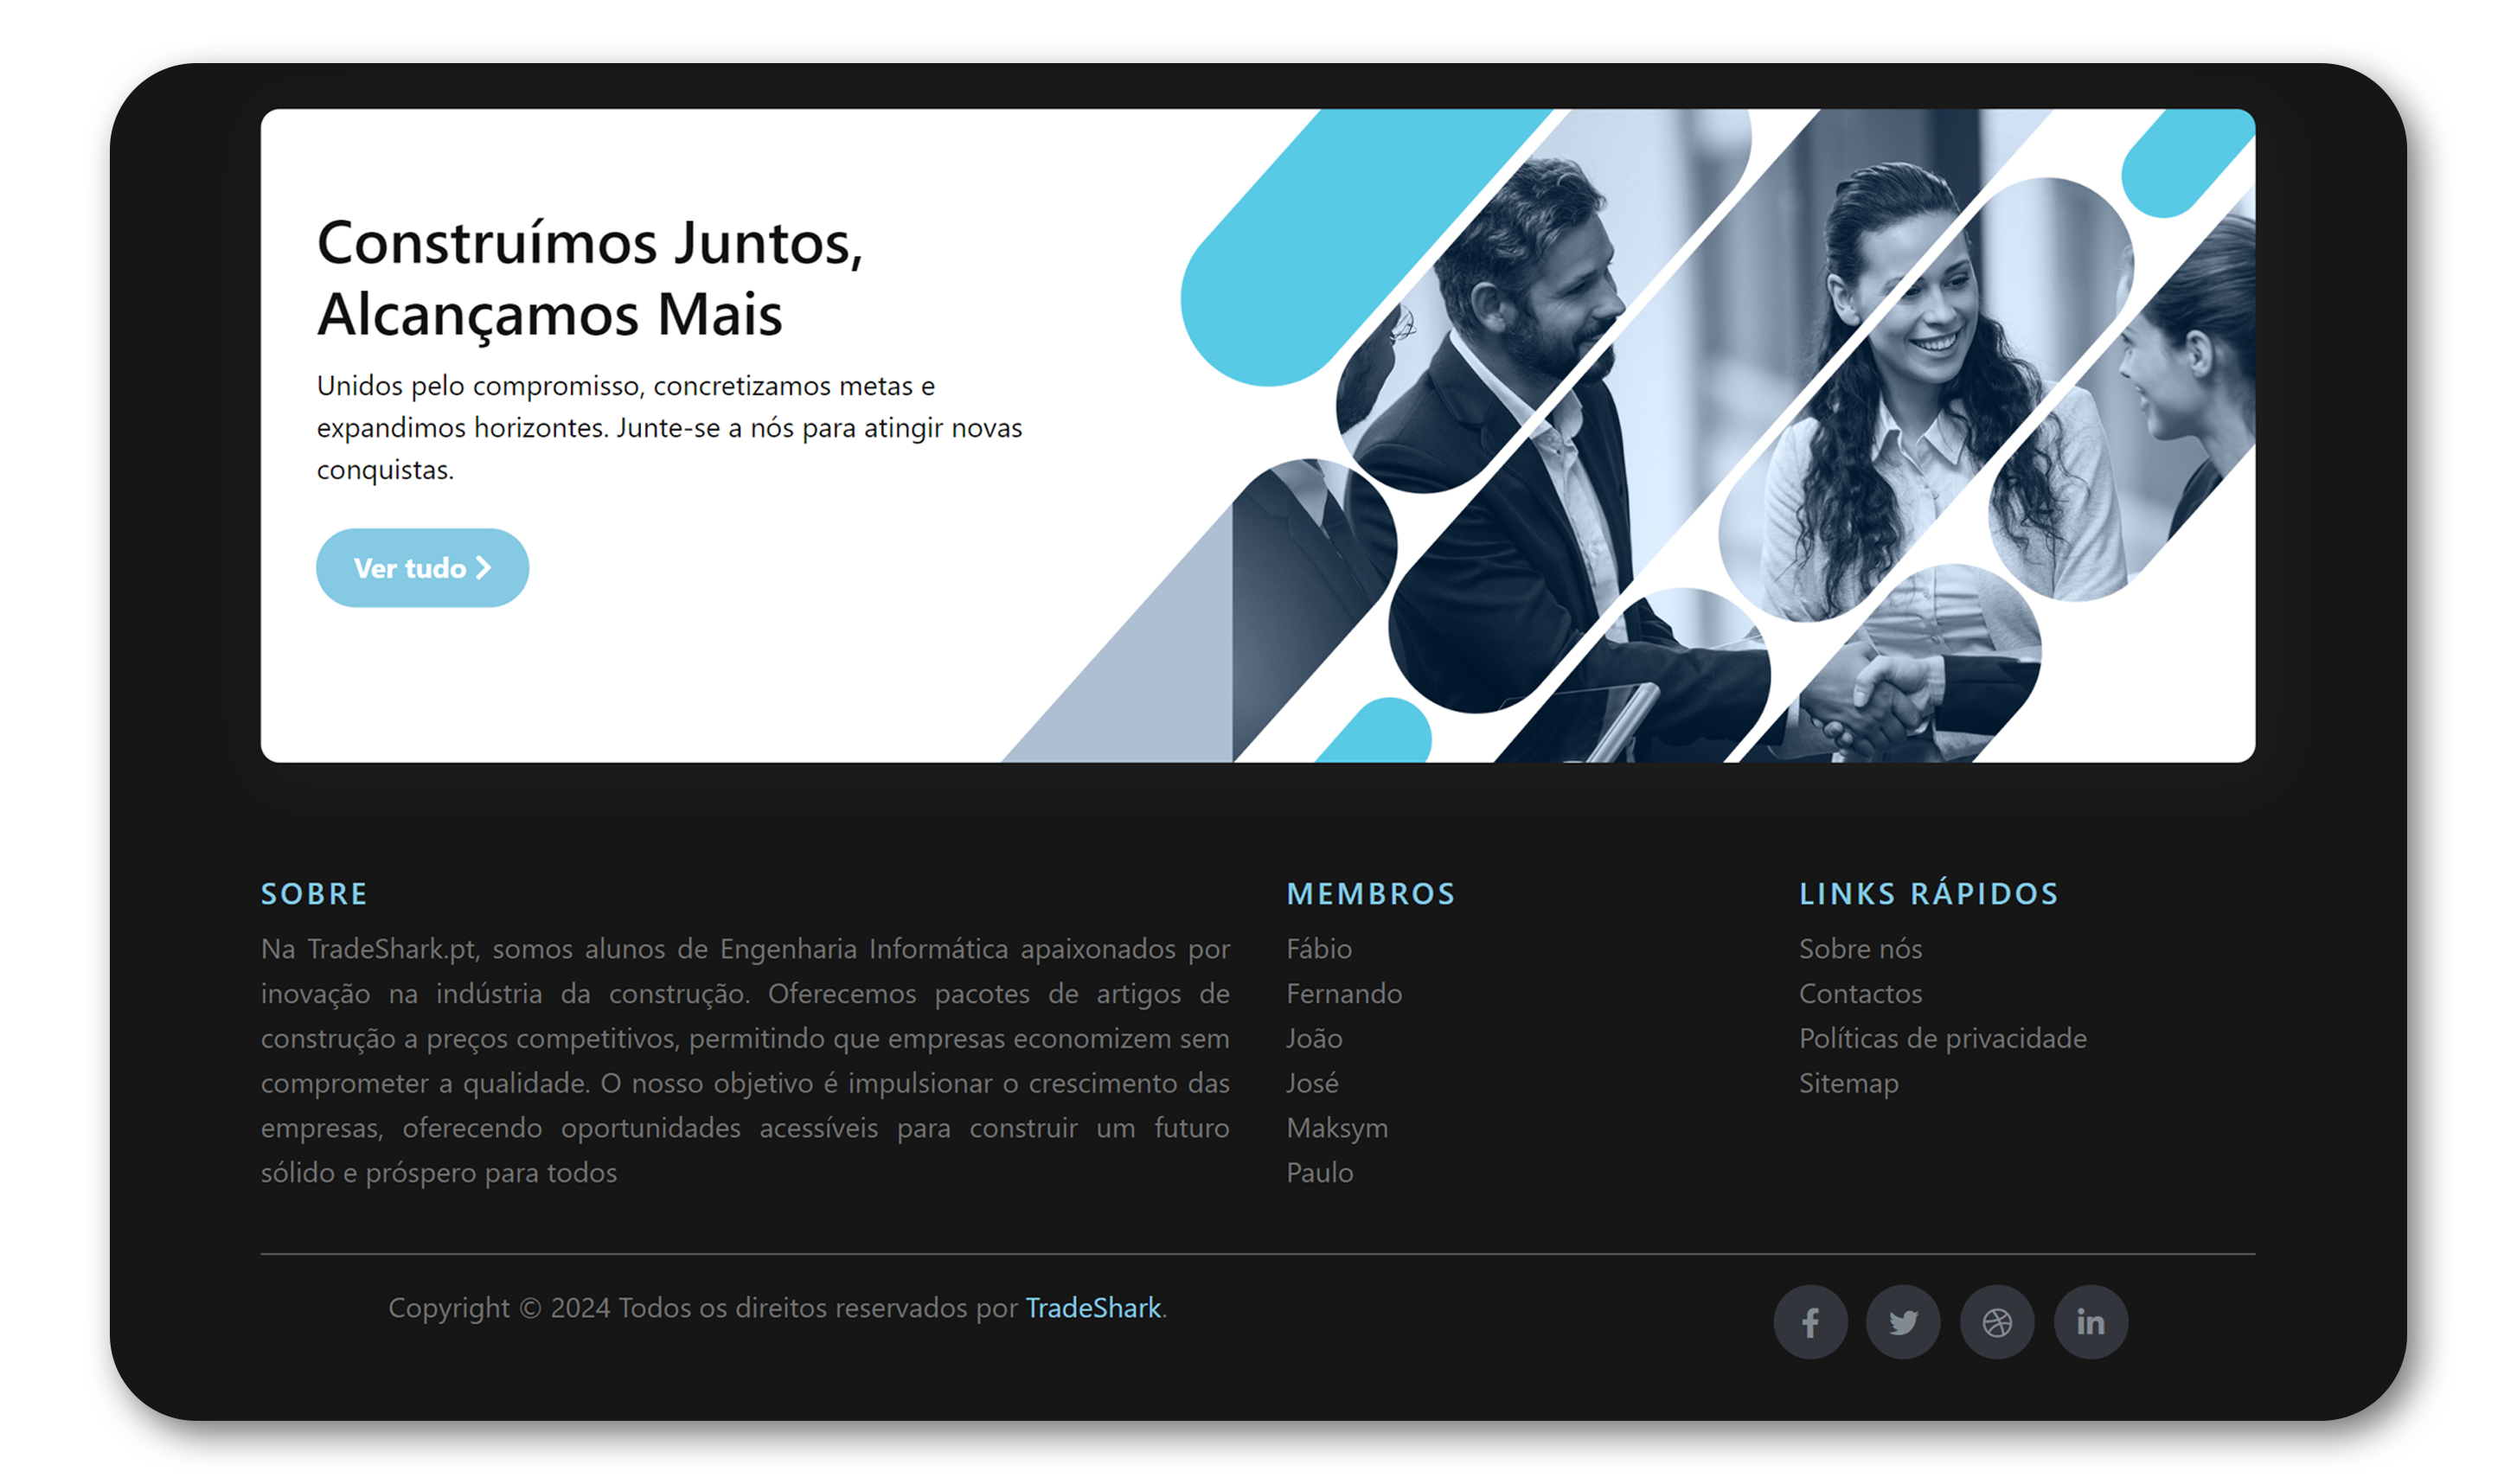 Construímos Juntos,
Alcançamos Mais
Unidos pelo compromisso, concretizamos metas e
expandimos horizontes. Junte-se a nós para atingir novas
conquistas.
Ver tudo
SOBRE
Na TradeShark.pt, somos alunos de Engenharia Informática apaixonados por
inovação na indústria da construção. Oferecemos pacotes de artigos de
construção a preços competitivos, permitindo que empresas economizem sem
comprometer a qualidade. O nosso objetivo é impulsionar o crescimento das
empresas, oferecendo oportunidades acessíveis para construir um futuro
sólido e próspero para todos
MEMBROS
Fábio
Fernando
João
José
Maksym
Paulo
LINKS RÁPIDOS
Sobre nós
Contactos
Políticas de privacidade
Sitemap
Copyright © 2024 Todos os direitos reservados por TradeShark.